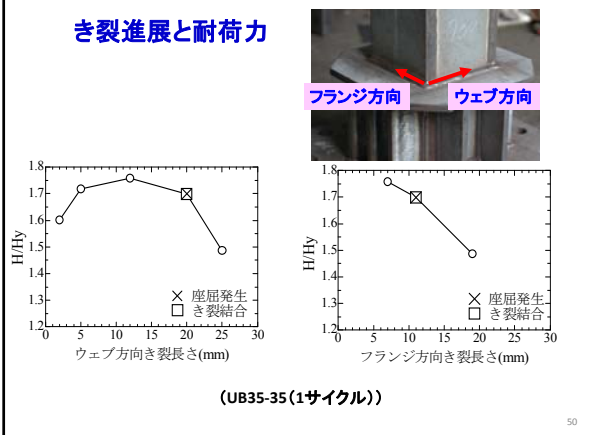 き裂進展と耐荷力
フランジ方向
ウェブ方向
1.8
1.7
1.6
1.5
1.4
1.3
1.2
H/Hy
0 5 10 15 20 25 30
× 座屈発生
□ き裂結合
ウェブ方向き裂長さ(mm)
1.8
1.7
1.6
1.5
1.4
1.3
1.2
H/Hy
0 5 10 15 20 25 30
× 座屈発生
□ き裂結合
フランジ方向き裂長さ(mm)
（UB35-35（1サイクル））
50